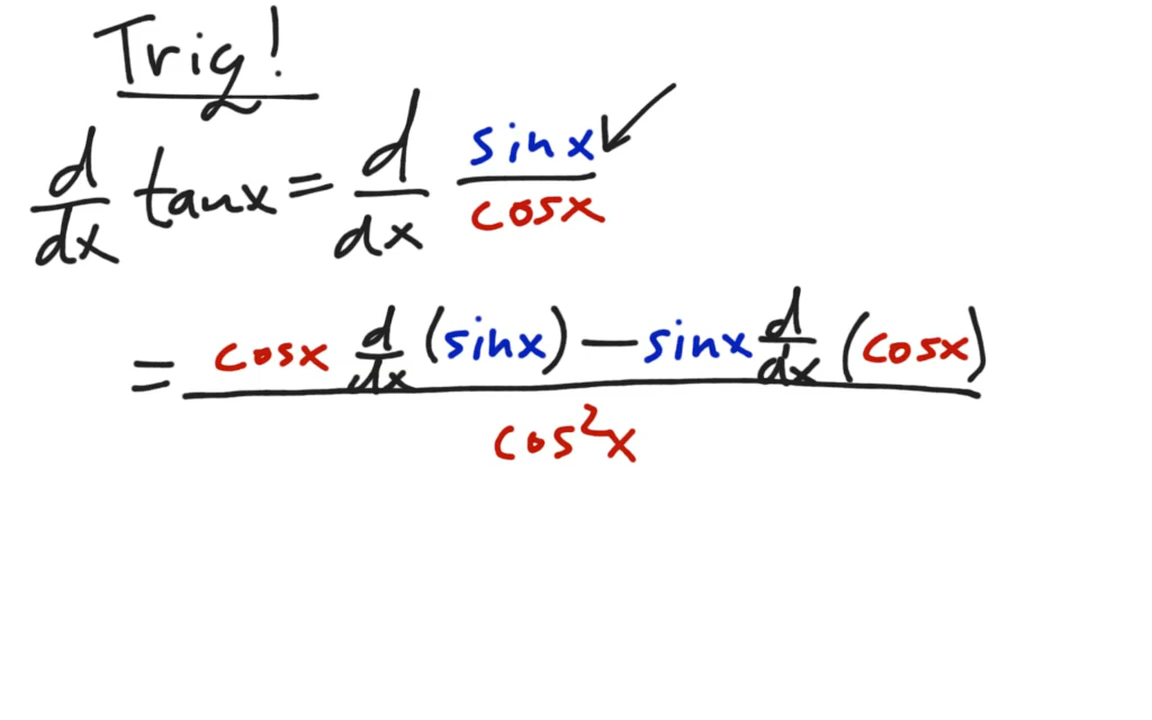 Trig!
d/dx tanx = d/dx sinx/cosx
= (cosx d/dx (sinx) − sinx d/dx (cosx))/cos²x